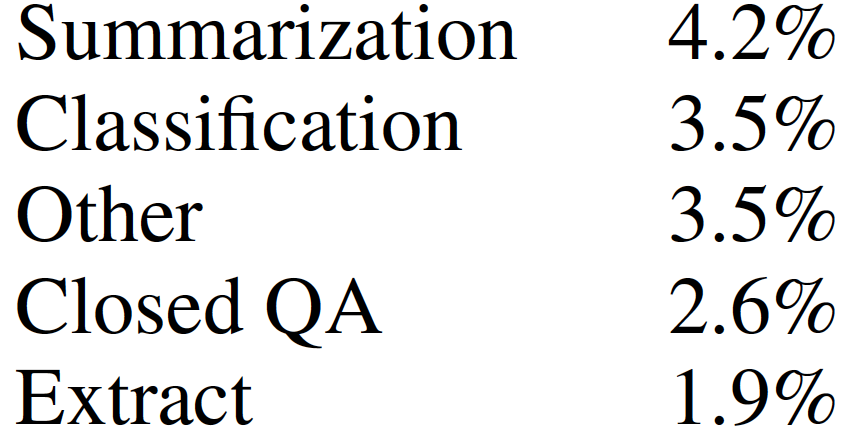 Summarization 4.2%
Classification 3.5%
Other 3.5%
Closed QA 2.6%
Extract 1.9%